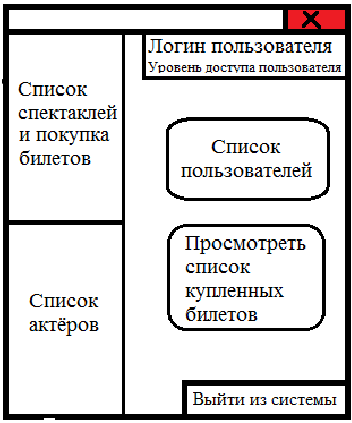 X
Логин пользователя
Уровень доступа пользователя
Список
спектаклей
и покупка
билетов
Список
пользователей
Просмотреть
список
купленных
билетов
Список
актёров
Выйти из системы